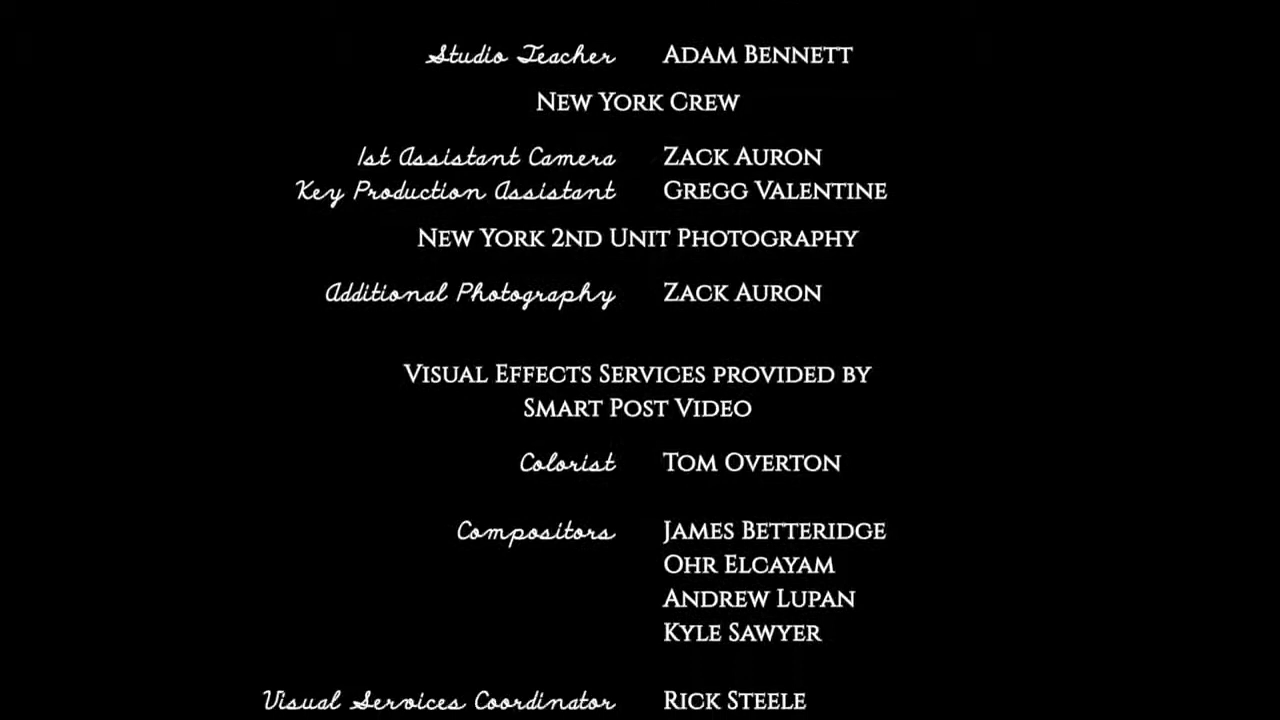 Studio Teacher ADAM BENNETT
NEW YORK CREW
1st Assistant Camera ZACK AURON
Key Production Assistant GREGG VALENTINE
NEW YORK 2ND UNIT PHOTOGRAPHY
Additional Photography ZACK AURON
VISUAL EFFECTS SERVICES PROVIDED BY
SMART POST VIDEO
Colorist TOM OVERTON
Compositors JAMES BETTERIDGE
OHR ELCAYAM
ANDREW LUPAN
KYLE SAWYER
Visual Services Coordinator RICK STEELE